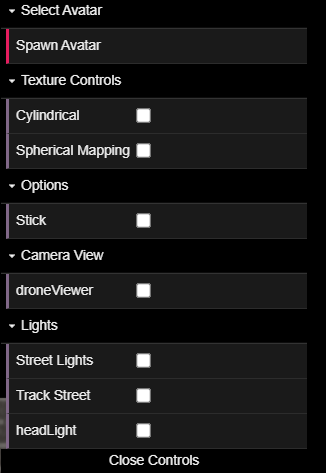 Select Avatar
Spawn Avatar
Texture Controls
Cylindrical
Spherical Mapping
Options
Stick
Camera View
droneViewer
Lights
Street Lights
Track Street
headLight
Close Controls